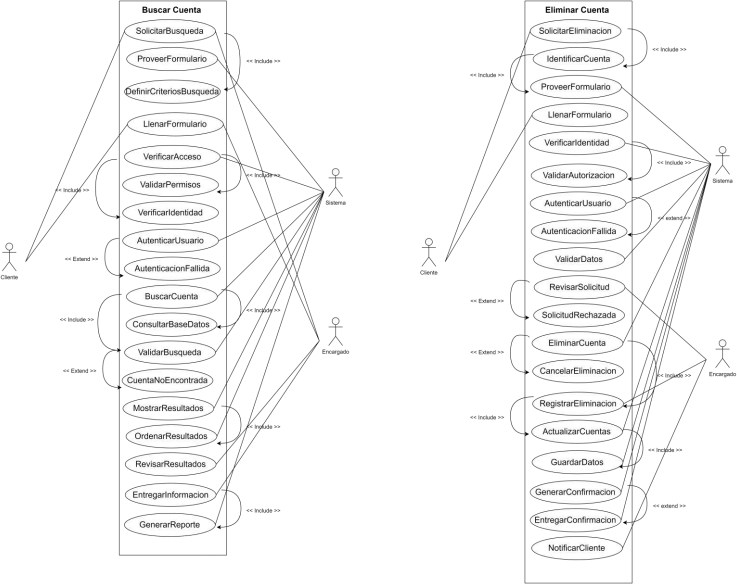 Buscar Cuenta
SolicitarBusqueda
ProveerFormulario
<< Include >>
DefinirCriteriosBusqueda
LlenarFormulario
VerificarAcceso
<< Include >>
ValidarPermisos
<< Include >>
VerificarIdentidad
Sistema
AutenticarUsuario
<< Extend >>
AutenticacionFallida
Cliente
BuscarCuenta
<< Include >>
<< Include >>
ConsultarBaseDatos
Encargado
ValidarBusqueda
<< Extend >>
CuentaNoEncontrada
MostrarResultados
OrdenarResultados
<< Include >>
RevisarResultados
EntregarInformacion
<< Include >>
GenerarReporte
Eliminar Cuenta
SolicitarEliminacion
<< Include >>
IdentificarCuenta
<< Include >>
ProveerFormulario
LlenarFormulario
VerificarIdentidad
<< Include >>
ValidarAutorizacion
Sistema
AutenticarUsuario
<< extend >>
AutenticacionFallida
ValidarDatos
Cliente
RevisarSolicitud
<< Extend >>
SolicitudRechazada
EliminarCuenta
<< Extend >>
CancelarEliminacion
<< Include >>
Encargado
RegistrarEliminacion
<< Include >>
ActualizarCuentas
<< Include >>
GuardarDatos
GenerarConfirmacion
<< extend >>
EntregarConfirmacion
NotificarCliente